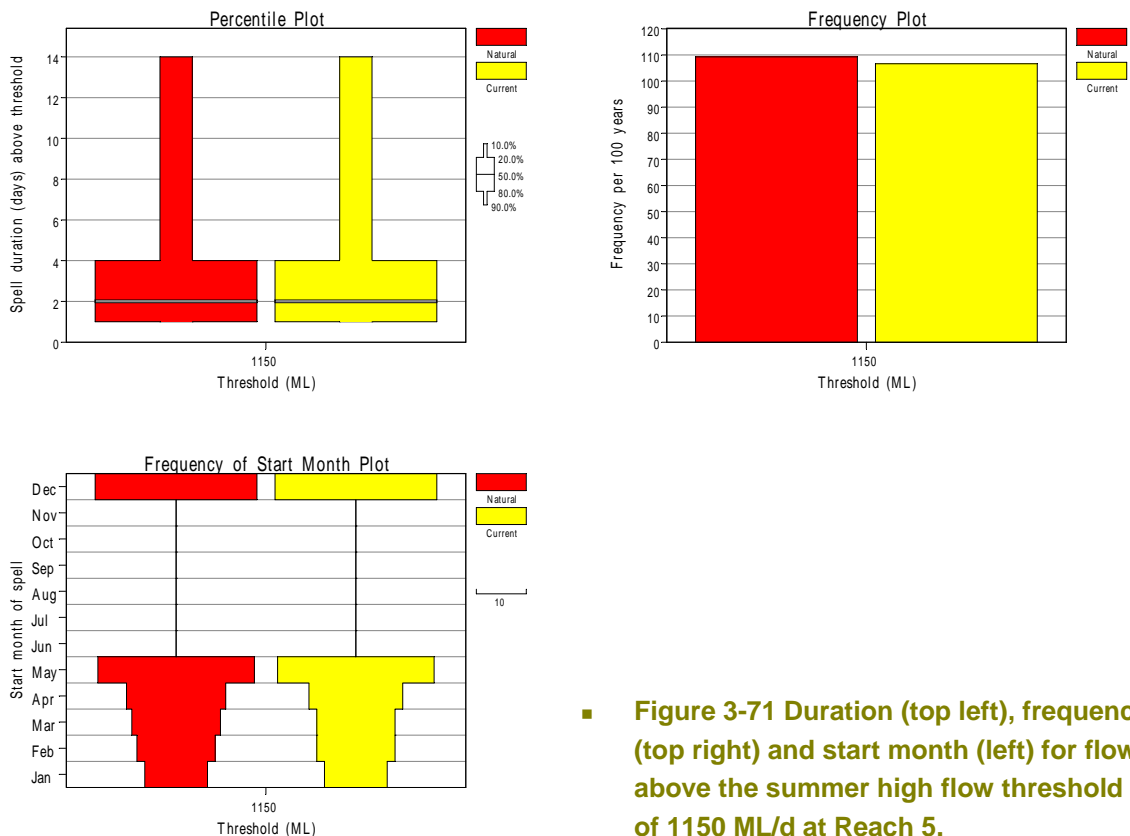 Percentile Plot
Spell duration (days) above threshold
14
12
10
8
6
4
2
0
1150
Threshold (ML)
Natural
Current
10.0%
20.0%
50.0%
80.0%
90.0%
Frequency Plot
Frequency per 100 years
120
110
100
90
80
70
60
50
40
30
20
10
0
1150
Threshold (ML)
Natural
Current
Frequency of Start Month Plot
Start month of spell
Dec
Nov
Oct
Sep
Aug
Jul
Jun
May
Apr
Mar
Feb
Jan
1150
Threshold (ML)
Natural
Current
10
▪ Figure 3-71 Duration (top left), frequenc
(top right) and start month (left) for flow
above the summer high flow threshold
of 1150 ML/d at Reach 5.